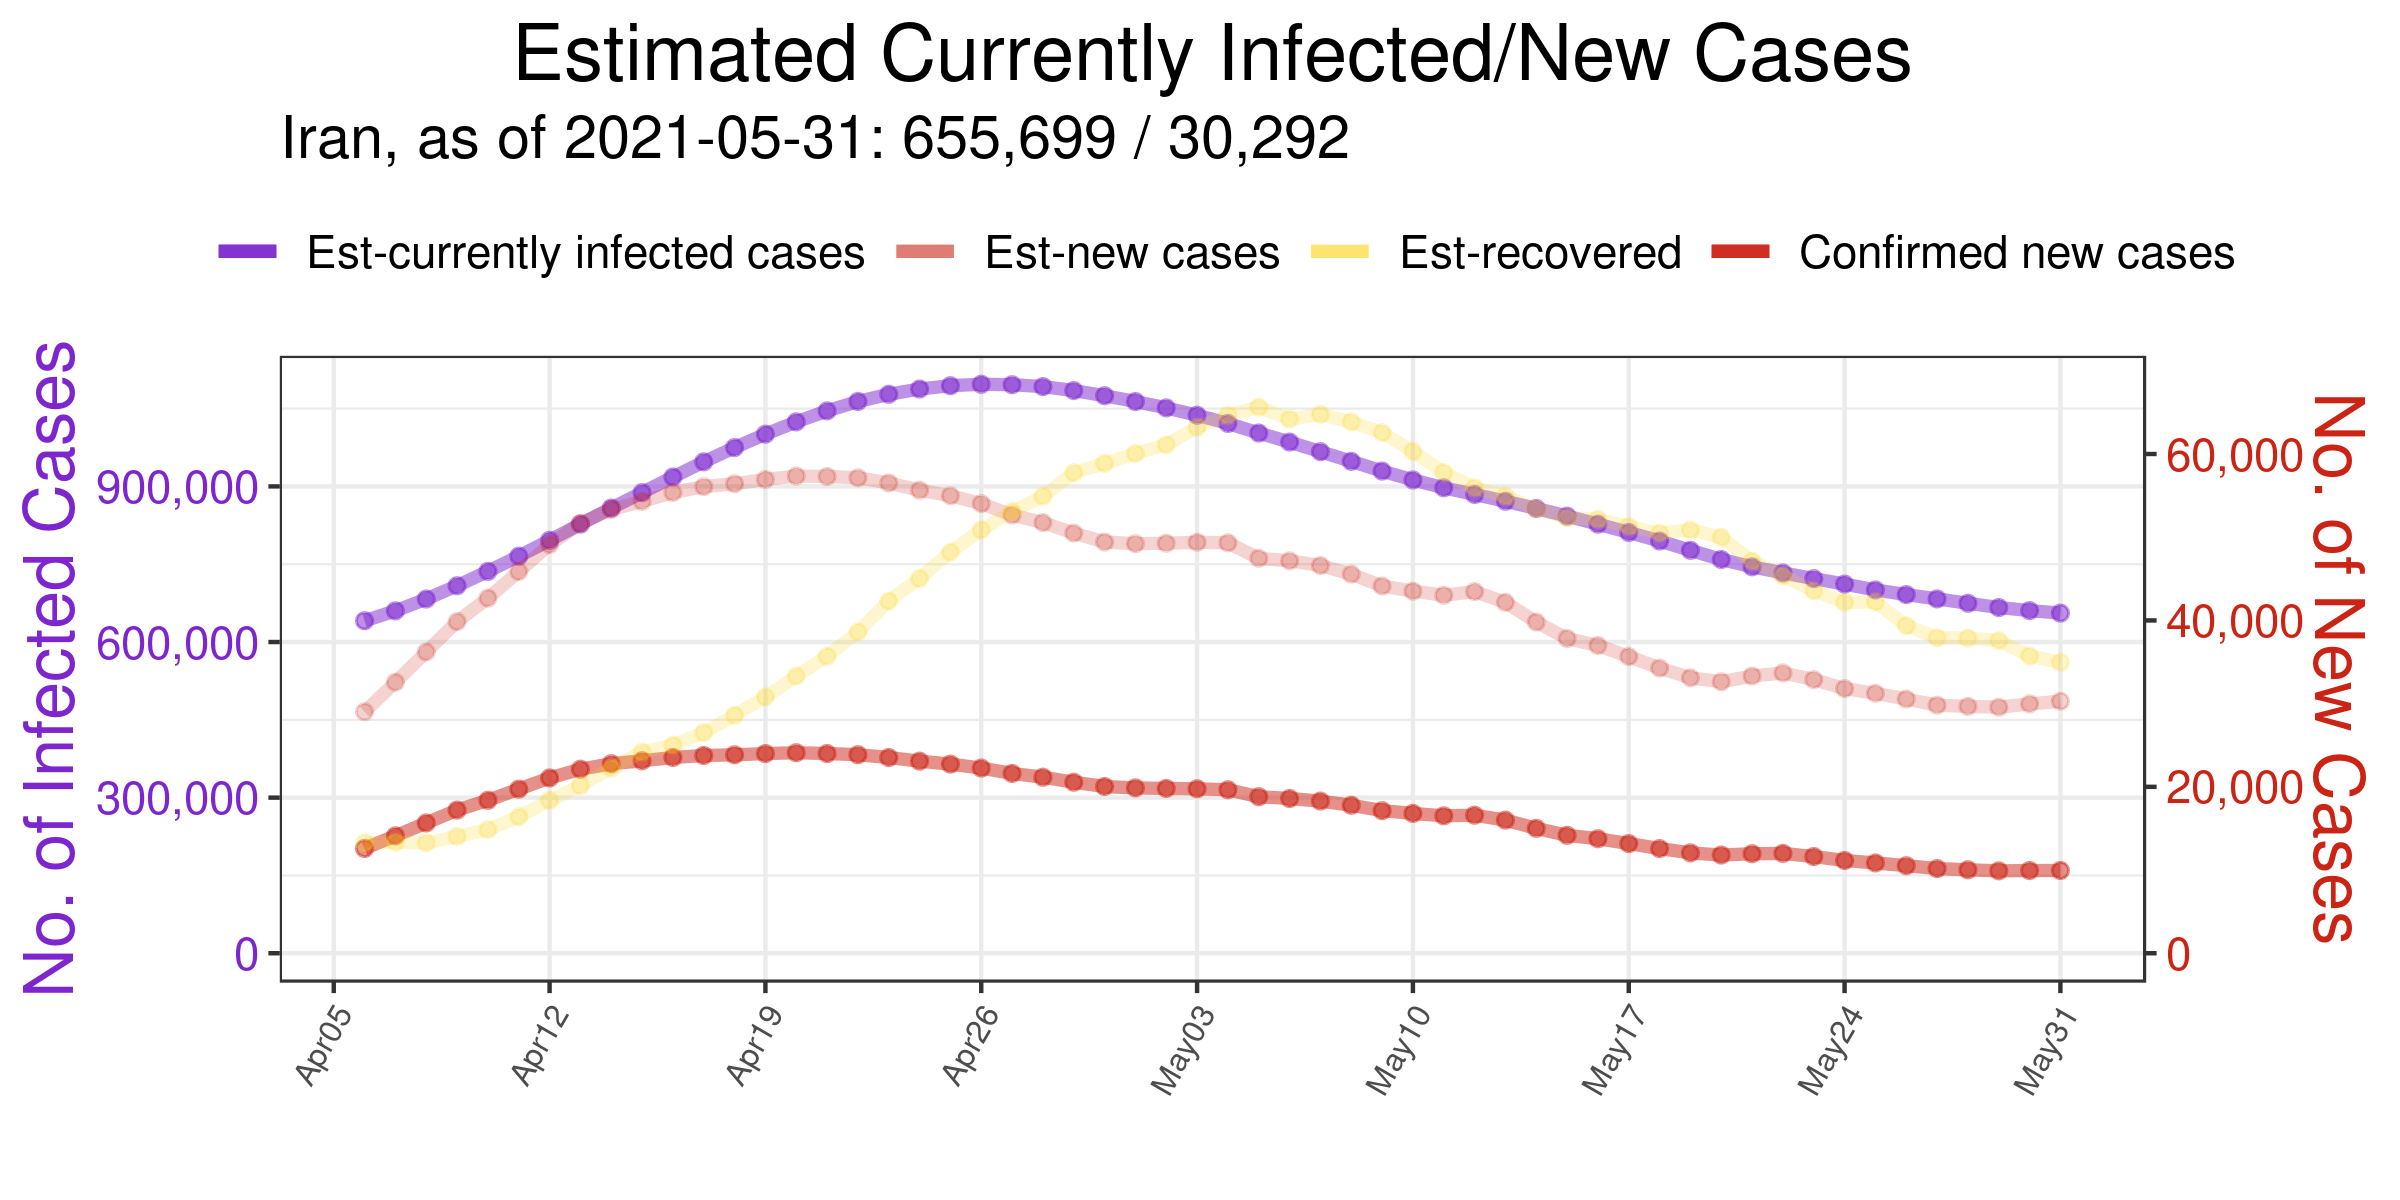 Estimated Currently Infected/New Cases
Iran, as of 2021-05-31: 655,699 / 30,292
Est-currently infected cases Est-new cases Est-recovered Confirmed new cases
No. of Infected Cases
900,000
600,000
300,000
0
60,000
40,000
20,000
0
No. of New Cases
Apr05 Apr12 Apr19 Apr26 May03 May10 May17 May24 May31